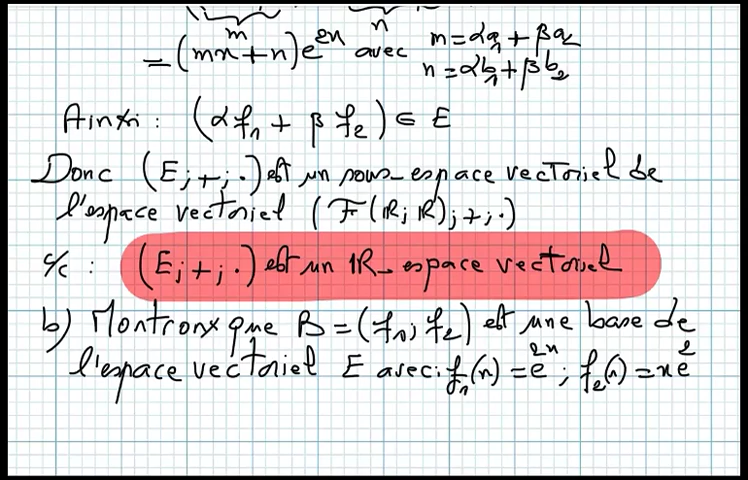 m n
= (mx+n)e^{2x} avec m = αa₁ + βa₂
n = αb₁ + βb₂
Ainsi : (αf₁ + βf₂) ∈ E
Donc (E;+;·) est un sous-espace vectoriel de
l'espace vectoriel (F(ℝ;ℝ);+;·)
c/c : (E;+;·) est un ℝ-espace vectoriel
b) Montrons que B = (f₁; f₂) est une base de
l'espace vectoriel E avec: f₁(x) = e^{2x} ; f₂(x) = xe^{2}